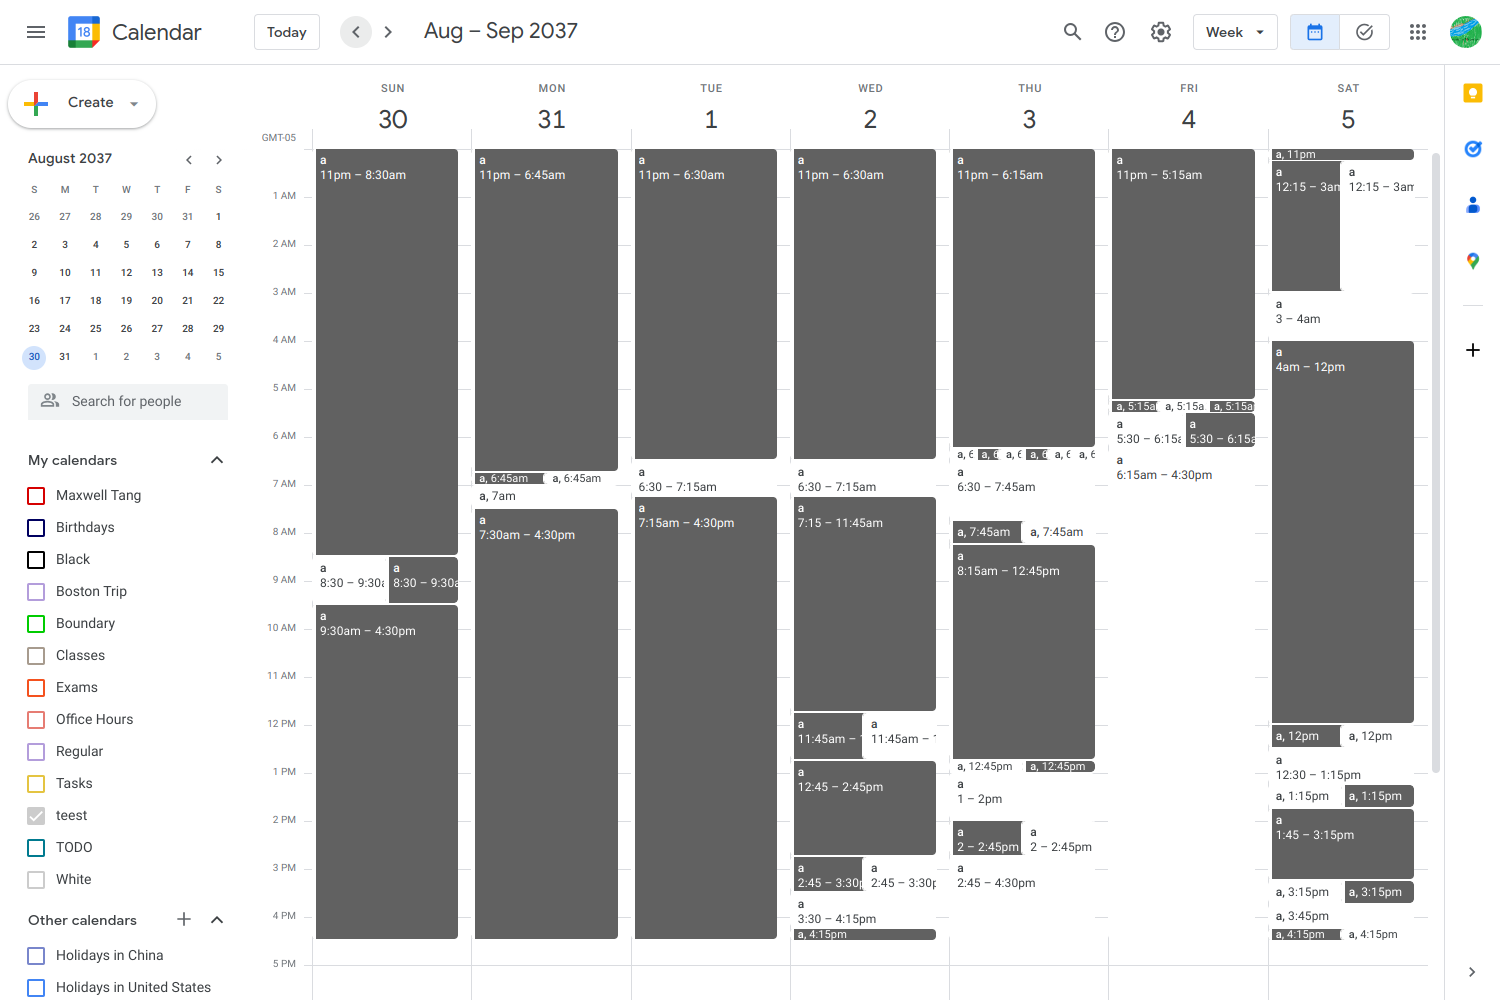 18 Calendar
Today
Aug – Sep 2037
Week
Create
August 2037
S M T W T F S
26 27 28 29 30 31 1
2 3 4 5 6 7 8
9 10 11 12 13 14 15
16 17 18 19 20 21 22
23 24 25 26 27 28 29
30 31 1 2 3 4 5
Search for people
My calendars
Maxwell Tang
Birthdays
Black
Boston Trip
Boundary
Classes
Exams
Office Hours
Regular
Tasks
teest
TODO
White
Other calendars
Holidays in China
Holidays in United States
GMT-05
1 AM
2 AM
3 AM
4 AM
5 AM
6 AM
7 AM
8 AM
9 AM
10 AM
11 AM
12 PM
1 PM
2 PM
3 PM
4 PM
5 PM
SUN
30
a
11pm – 8:30am
a
8:30 – 9:30a
a
8:30 – 9:30a
a
9:30am – 4:30pm
MON
31
a
11pm – 6:45am
a, 6:45am
a, 6:45am
a, 7am
a
7:30am – 4:30pm
TUE
1
a
11pm – 6:30am
a
6:30 – 7:15am
a
7:15am – 4:30pm
WED
2
a
11pm – 6:30am
a
6:30 – 7:15am
a
7:15 – 11:45am
a
11:45am –
a
11:45am –
a
12:45 – 2:45pm
a
2:45 – 3:30p
a
2:45 – 3:30p
a
3:30 – 4:15pm
a, 4:15pm
THU
3
a
11pm – 6:15am
a, 6
a, 6
a, 6
a, 6
a, 6
a, 6
a
6:30 – 7:45am
a, 7:45am
a, 7:45am
a
8:15am – 12:45pm
a, 12:45pm
a, 12:45pm
a
1 – 2pm
a
2 – 2:45pm
a
2 – 2:45pm
a
2:45 – 4:30pm
FRI
4
a
11pm – 5:15am
a, 5:15a
a, 5:15a
a, 5:15a
a
5:30 – 6:15a
a
5:30 – 6:15a
a
6:15am – 4:30pm
SAT
5
a, 11pm
a
12:15 – 3am
a
12:15 – 3am
a
3 – 4am
a
4am – 12pm
a, 12pm
a, 12pm
a
12:30 – 1:15pm
a, 1:15pm
a, 1:15pm
a
1:45 – 3:15pm
a, 3:15pm
a, 3:15pm
a, 3:45pm
a, 4:15pm
a, 4:15pm